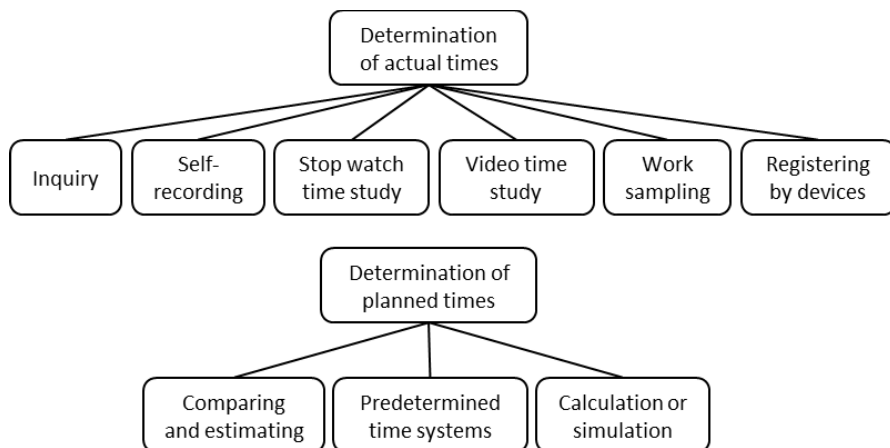 Determination
of actual times
Inquiry
Self-
recording
Stop watch
time study
Video time
study
Work
sampling
Registering
by devices
Determination of
planned times
Comparing
and estimating
Predetermined
time systems
Calculation or
simulation